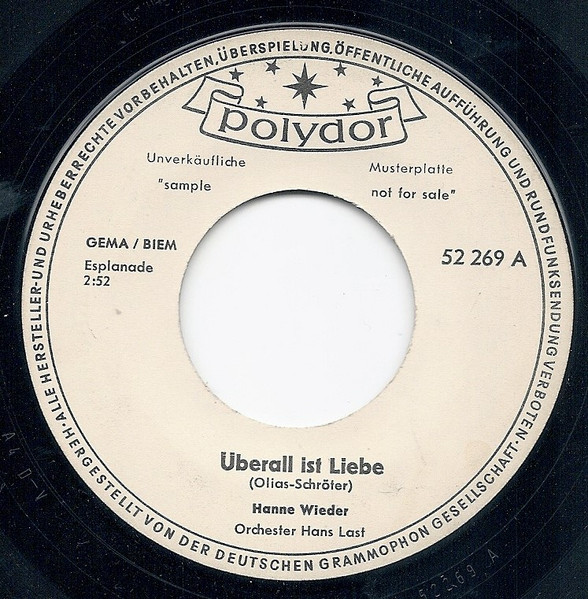 ·ALLE HERSTELLER-UND URHEBERRECHTE VORBEHALTEN, ÜBERSPIELUNG, ÖFFENTLICHE AUFFÜHRUNG UND RUNDFUNKSENDUNG VERBOTEN·
polydor
Unverkäufliche Musterplatte
"sample not for sale"
GEMA / BIEM
52 269 A
Esplanade
2:52
Überall ist Liebe
(Olias-Schröter)
Hanne Wieder
Orchester Hans Last
HERGESTELLT VON DER DEUTSCHEN GRAMMOPHON GESELLSCHAFT·
52269 A